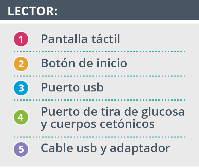 LECTOR:
1 Pantalla táctil
2 Botón de inicio
3 Puerto usb
4 Puerto de tira de glucosa
y cuerpos cetónicos
5 Cable usb y adaptador